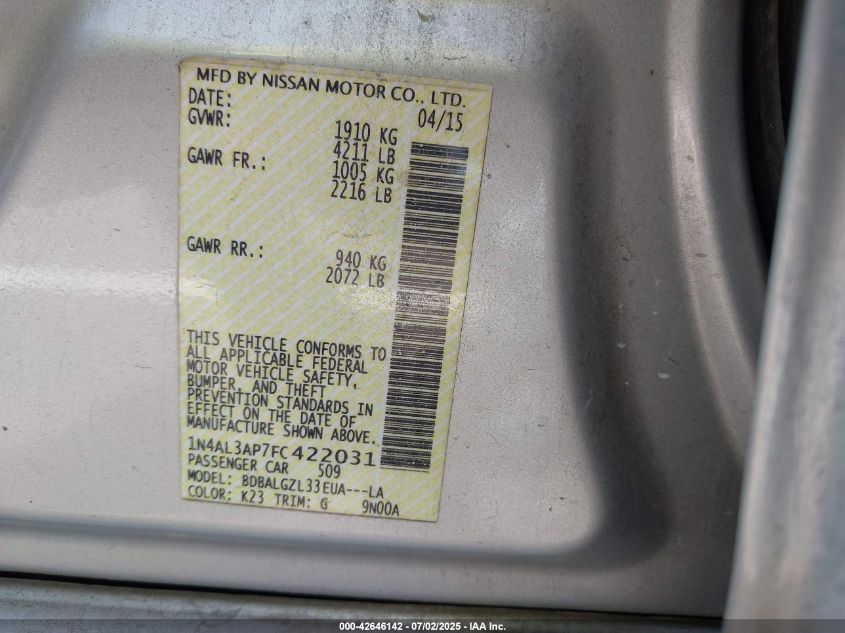 MFD BY NISSAN MOTOR CO., LTD.
DATE: 04/15
GVWR: 1910 KG
4211 LB
GAWR FR.: 1005 KG
2216 LB
GAWR RR.: 940 KG
2072 LB
THIS VEHICLE CONFORMS TO
ALL APPLICABLE FEDERAL
MOTOR VEHICLE SAFETY,
BUMPER, AND THEFT
PREVENTION STANDARDS IN
EFFECT ON THE DATE OF
MANUFACTURE SHOWN ABOVE.
1N4AL3AP7FC422031
PASSENGER CAR 509
MODEL: BDBALGZL33EUA---LA
COLOR: K23 TRIM: G 9N00A
000-42646142 - 07/02/2025 - IAA Inc.